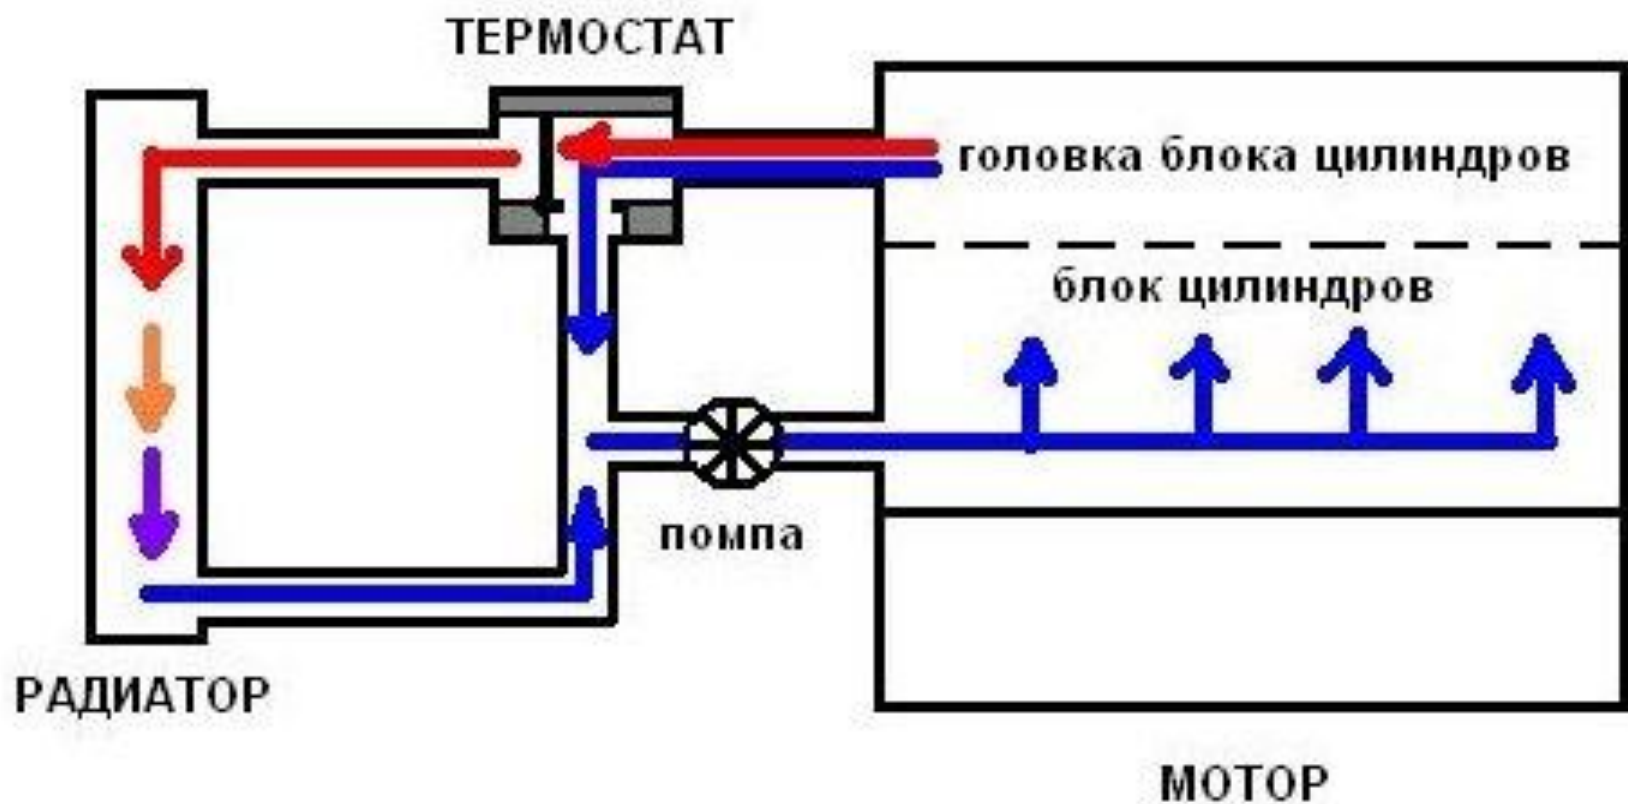 ТЕРМОСТАТ
головка блока цилиндров
блок цилиндров
помпа
РАДИАТОР
МОТОР